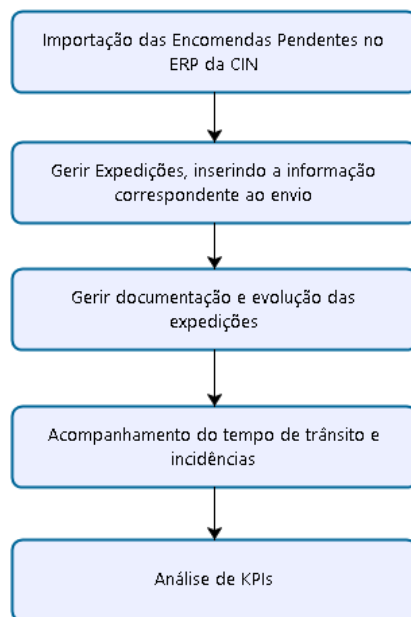 Importação das Encomendas Pendentes no
ERP da CIN
Gerir Expedições, inserindo a informação
correspondente ao envio
Gerir documentação e evolução das
expedições
Acompanhamento do tempo de trânsito e
incidências
Análise de KPIs